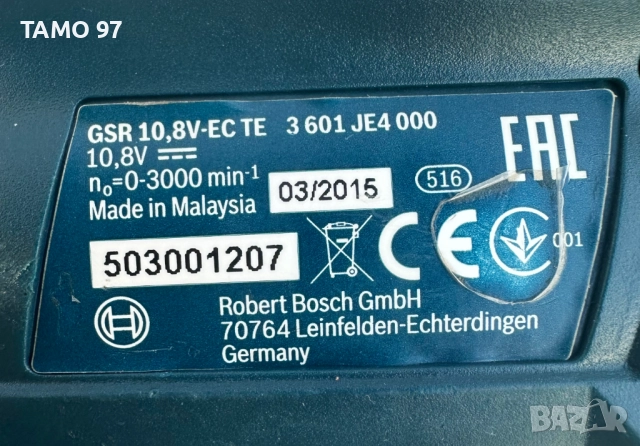 TAMO 97
GSR 10,8V-EC TE 3 601 JE4 000
10,8V
n₀=0-3000 min⁻¹
Made in Malaysia
03/2015
516
EAC
503001207
CE
001
Robert Bosch GmbH
70764 Leinfelden-Echterdingen
Germany
BAZAR